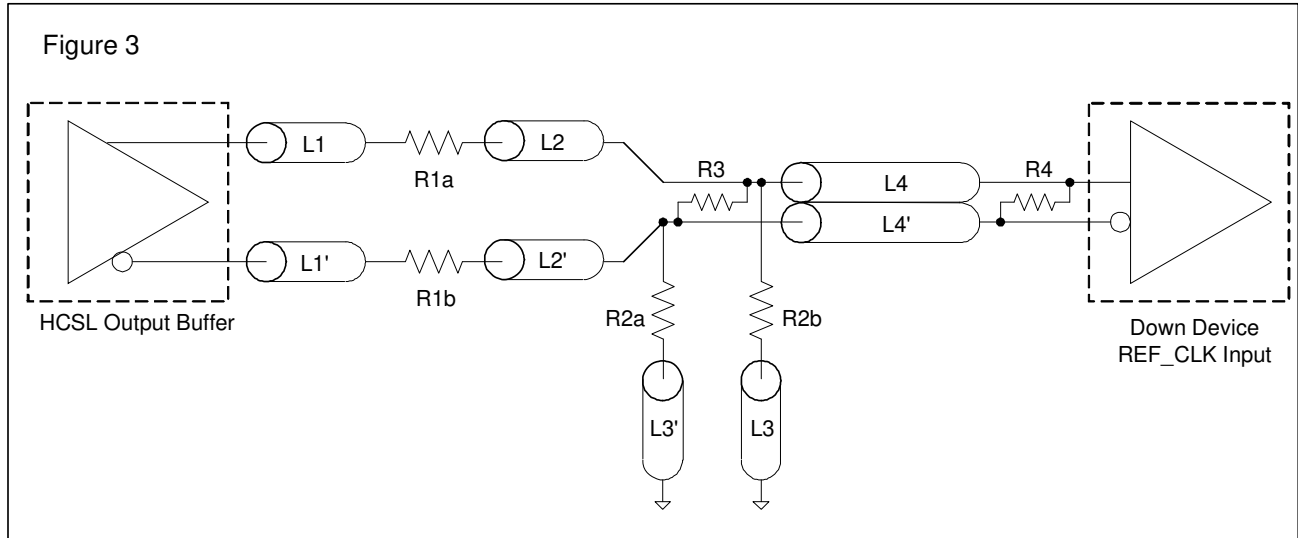 Figure 3
L1
R1a
L2
R3
L4
R4
L4'
L1'
R1b
L2'
HCSL Output Buffer
R2a
R2b
Down Device
REF_CLK Input
L3'
L3